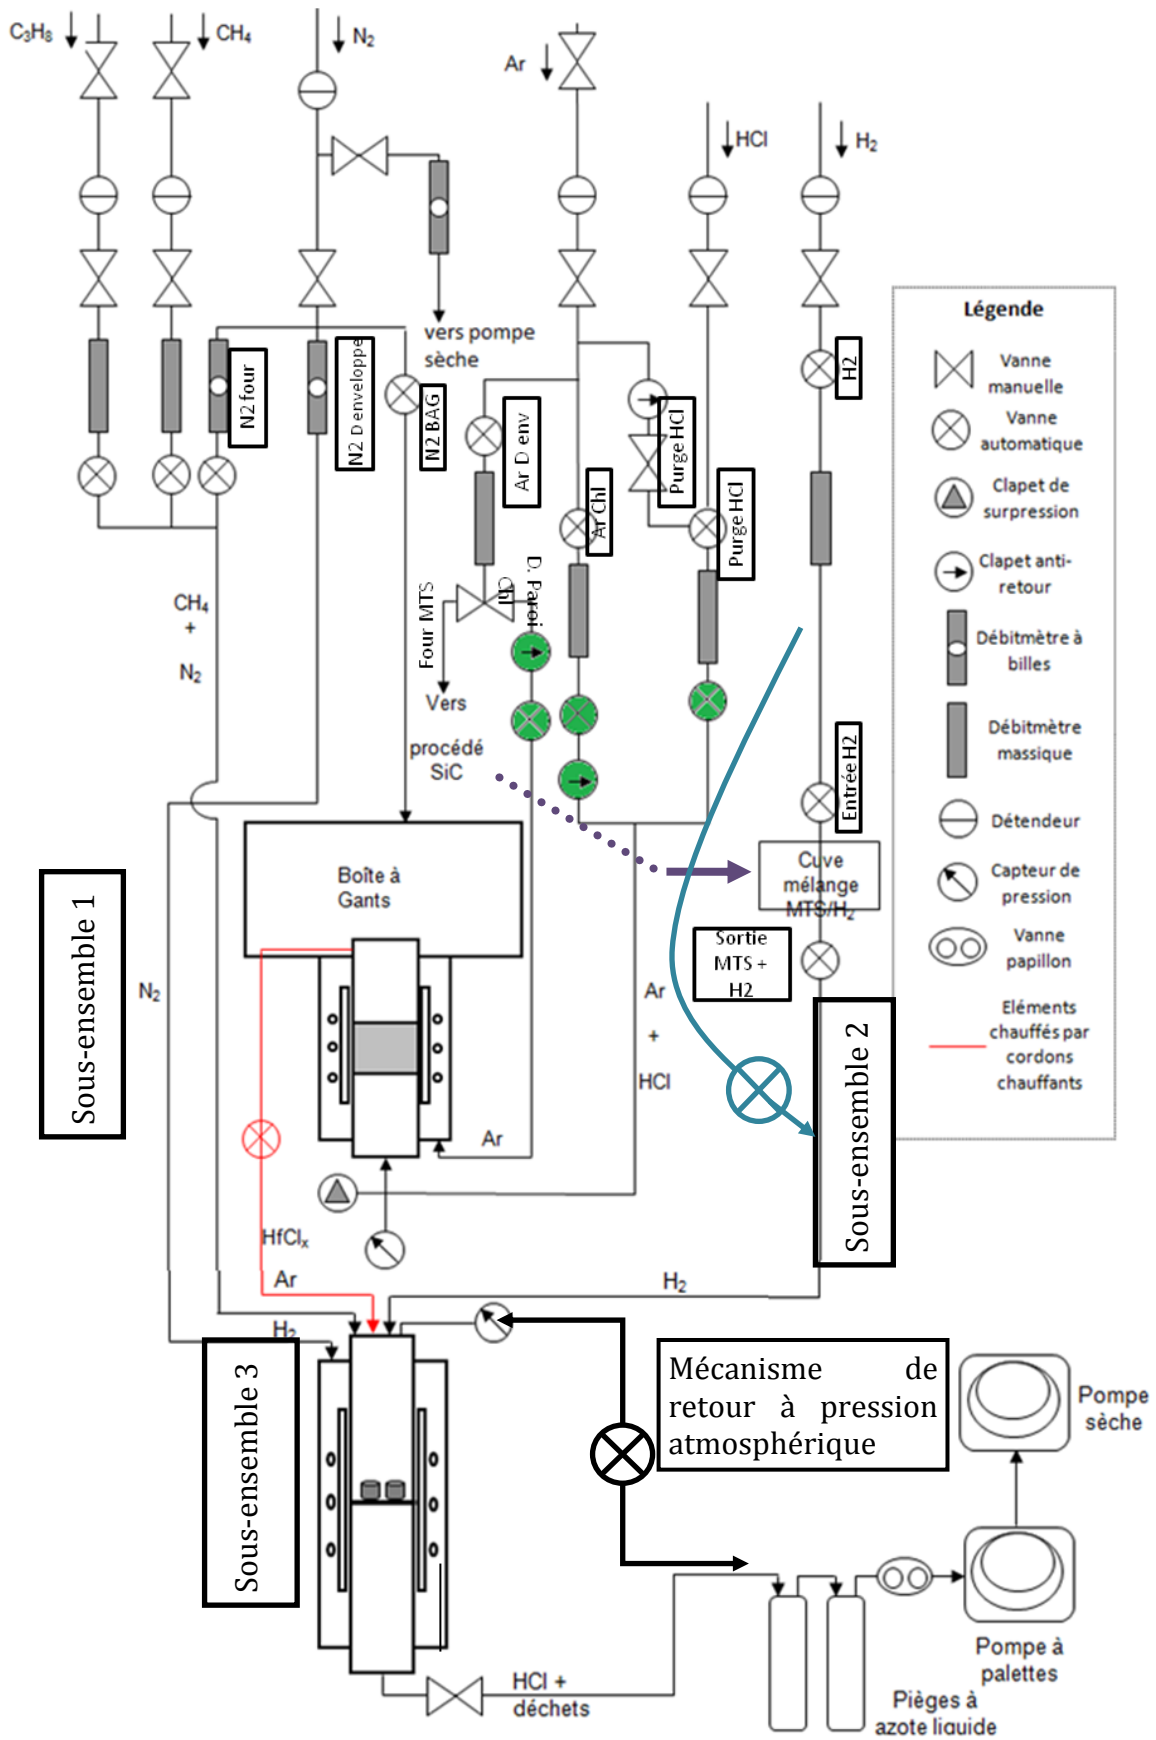 C₃H₈
CH₄
N₂
Ar
HCl
H₂
vers pompe
sèche
N2 four
N2 D enveloppe
N2 BAG
Ar D env
Ar Chl
Purge HCl
Purge HCl
H2
Légende
Vanne
manuelle
Vanne
automatique
Clapet de
surpression
Clapet anti-
retour
Débitmètre à
billes
Débitmètre
massique
Détendeur
Capteur de
pression
Vanne
papillon
Eléments
chauffés par
cordons
chauffants
CH₄
+
N₂
Four MTS
D. Paroi
Chl
Vers
procédé
SiC
Entrée H2
Cuve
mélange
MTS/H₂
Sortie
MTS +
H2
Boîte à
Gants
Sous-ensemble 1
N₂
Ar
+
HCl
Ar
Sous-ensemble 2
HfClₓ
Ar
H₂
H₂
Sous-ensemble 3
Mécanisme de
retour à pression
atmosphérique
Pompe
sèche
Pompe à
palettes
HCl +
déchets
Pièges à
azote liquide